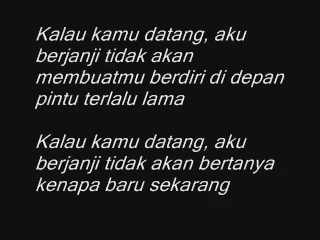 Kalau kamu datang, aku
berjanji tidak akan
membuatmu berdiri di depan
pintu terlalu lama
Kalau kamu datang, aku
berjanji tidak akan bertanya
kenapa baru sekarang